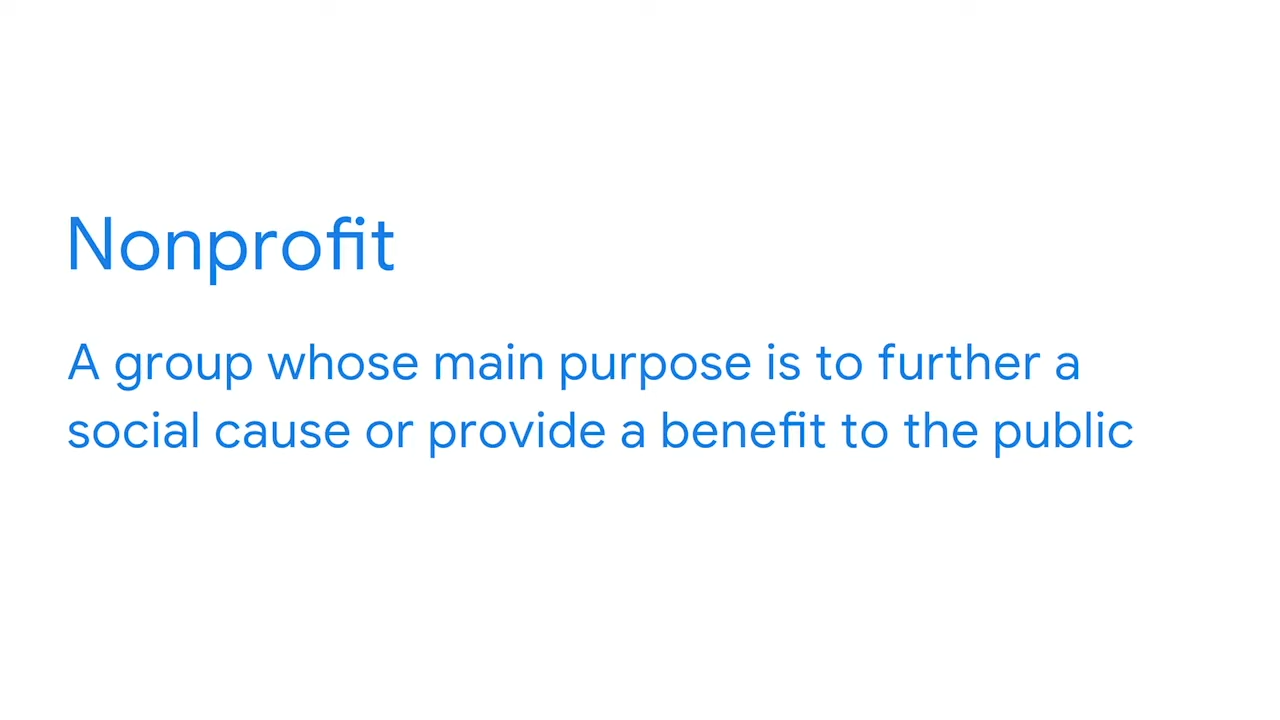 Nonprofit
A group whose main purpose is to further a
social cause or provide a benefit to the public